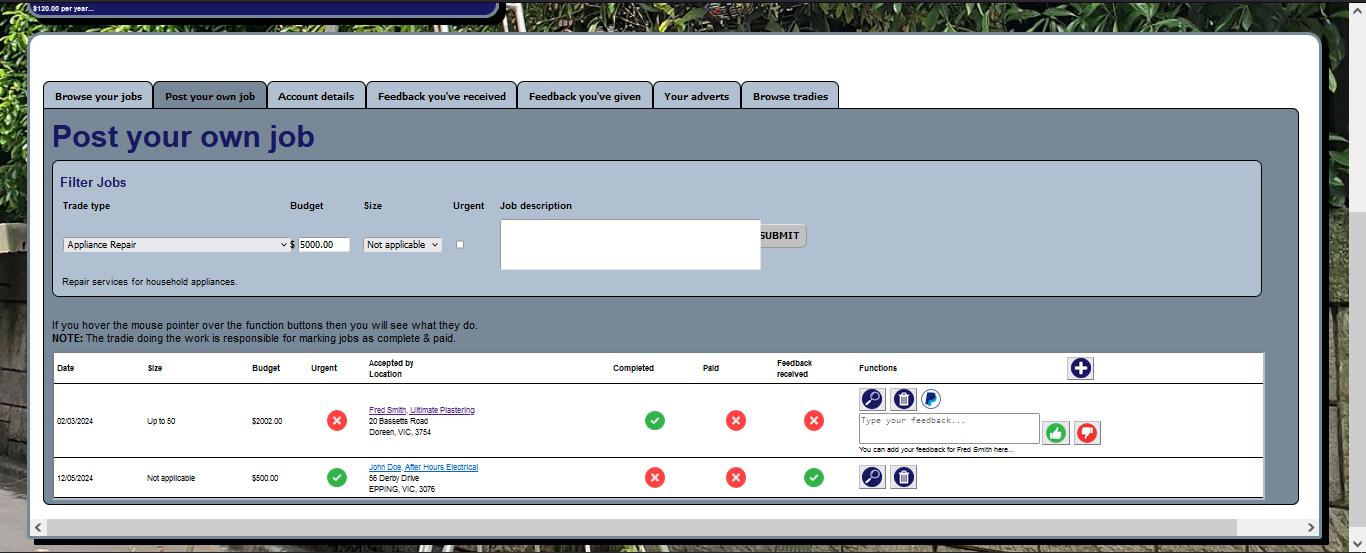 $120.00 per year...
Browse your jobs
Post your own job
Account details
Feedback you've received
Feedback you've given
Your adverts
Browse tradies
Post your own job
Filter Jobs
Trade type Budget Size Urgent Job description
Appliance Repair $ 5000.00 Not applicable SUBMIT
Repair services for household appliances.
If you hover the mouse pointer over the function buttons then you will see what they do.
NOTE: The tradie doing the work is responsible for marking jobs as complete & paid.
Date Size Budget Urgent Accepted by Completed Paid Feedback Functions
Location received
Fred Smith, Ultimate Plastering
02/03/2024 Up to 50 $2002.00 20 Bassetts Road Type your feedback...
Doreen, VIC, 3754
You can add your feedback for Fred Smith here...
John Doe, After Hours Electrical
12/05/2024 Not applicable $500.00 56 Derby Drive
EPPING, VIC, 3076